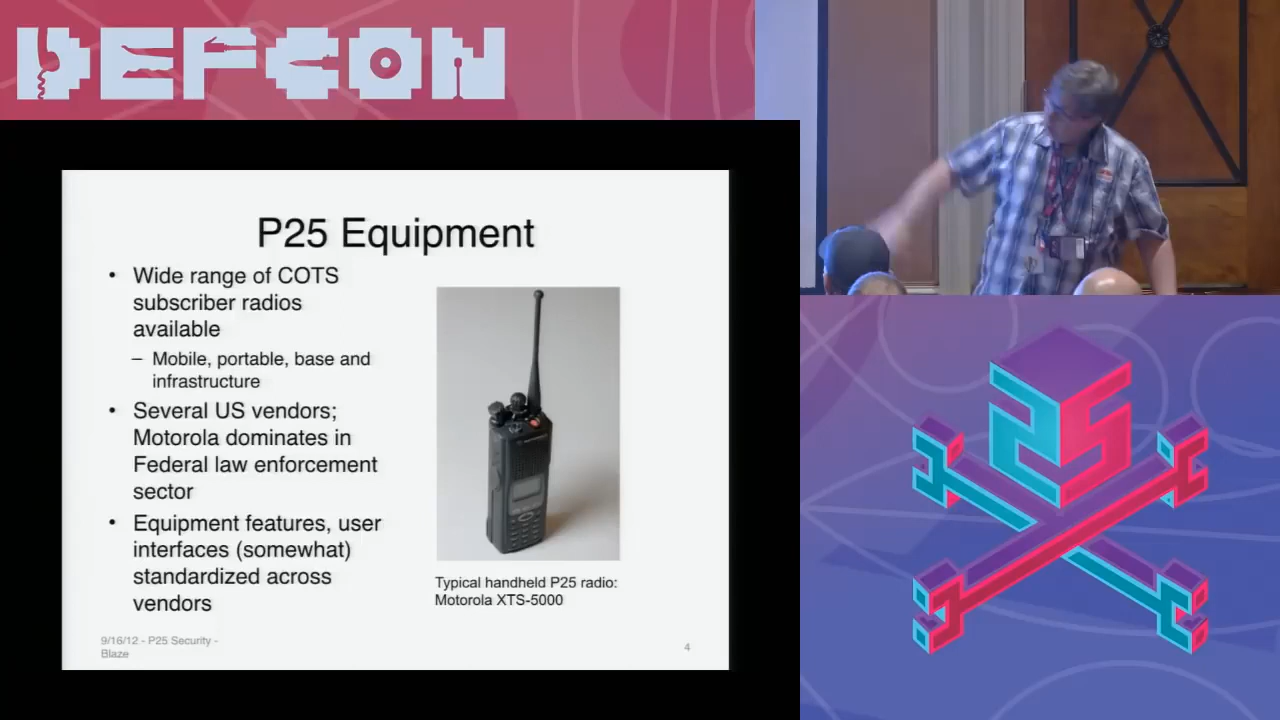 DEFCON
P25 Equipment
• Wide range of COTS
subscriber radios
available
– Mobile, portable, base and
infrastructure
• Several US vendors;
Motorola dominates in
Federal law enforcement
sector
• Equipment features, user
interfaces (somewhat)
standardized across
vendors
Typical handheld P25 radio:
Motorola XTS-5000
9/16/12 - P25 Security -
Blaze
4
25